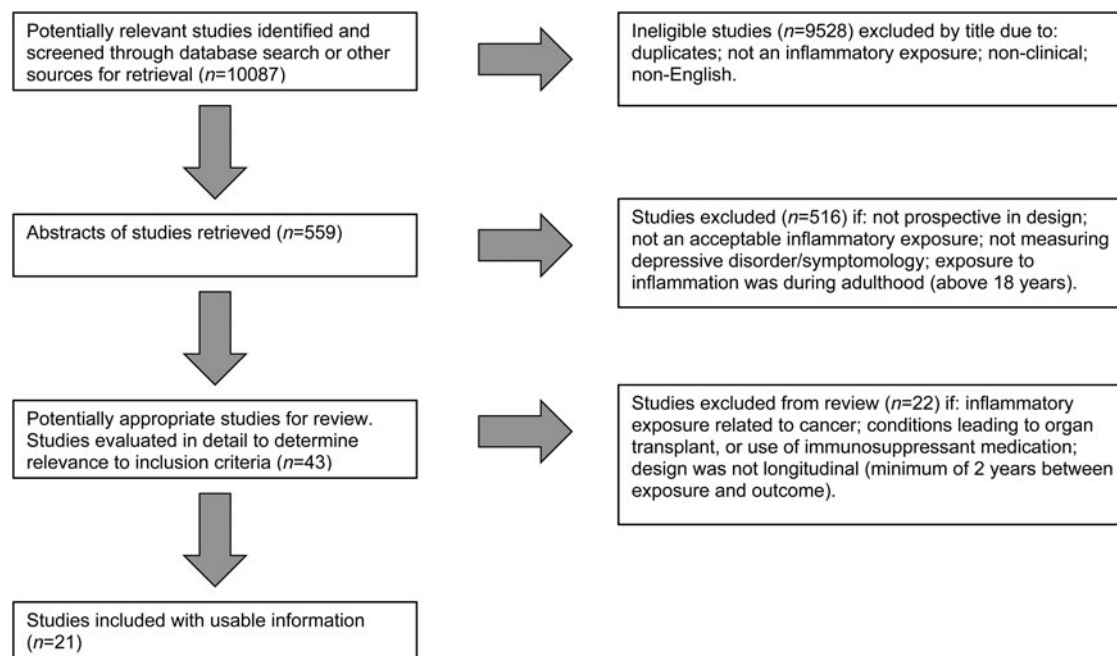 Potentially relevant studies identified and
screened through database search or other
sources for retrieval (n=10087)
Ineligible studies (n=9528) excluded by title due to:
duplicates; not an inflammatory exposure; non-clinical;
non-English.
Abstracts of studies retrieved (n=559)
Studies excluded (n=516) if: not prospective in design;
not an acceptable inflammatory exposure; not measuring
depressive disorder/symptomology; exposure to
inflammation was during adulthood (above 18 years).
Potentially appropriate studies for review.
Studies evaluated in detail to determine
relevance to inclusion criteria (n=43)
Studies excluded from review (n=22) if: inflammatory
exposure related to cancer; conditions leading to organ
transplant, or use of immunosuppressant medication;
design was not longitudinal (minimum of 2 years between
exposure and outcome).
Studies included with usable information
(n=21)